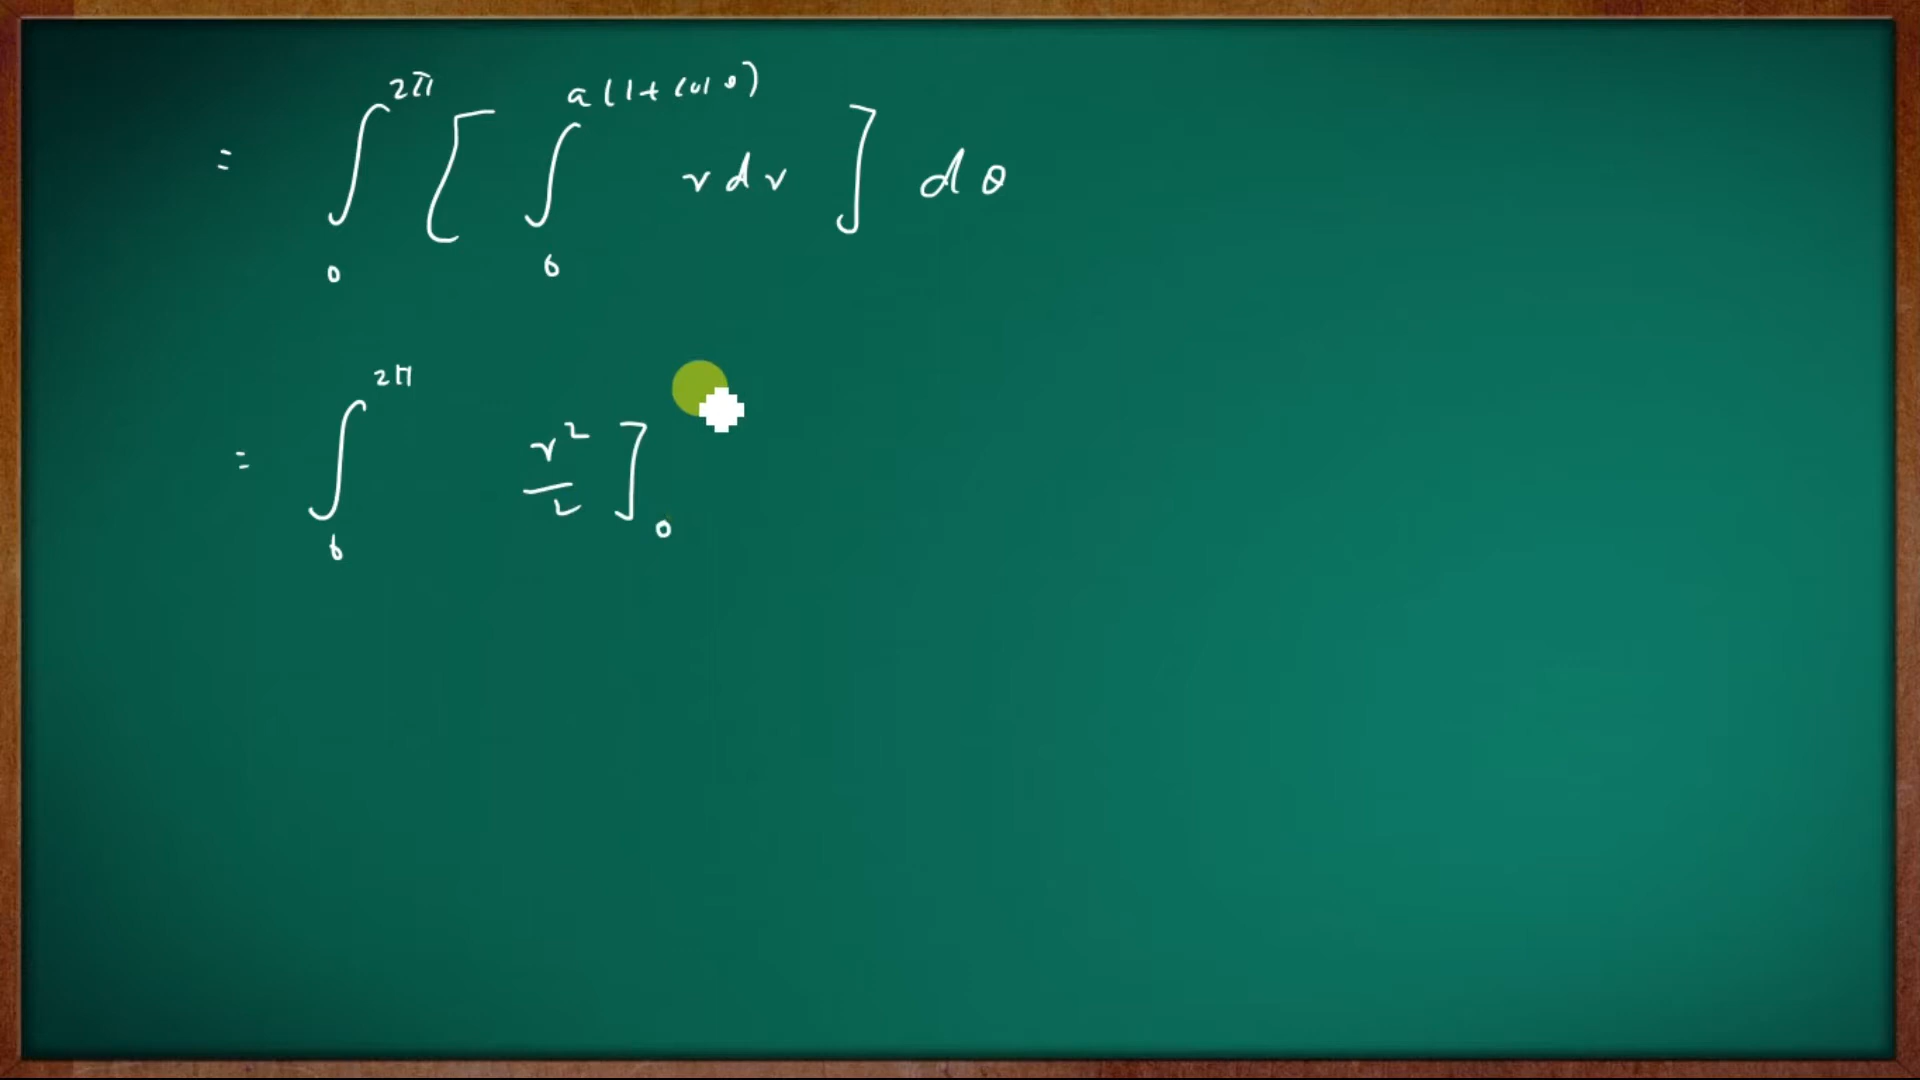 = ∫₀^{2π} [ ∫₀^{a(1+cos θ)} r dr ] dθ
= ∫₀^{2π} r²/2 ]₀